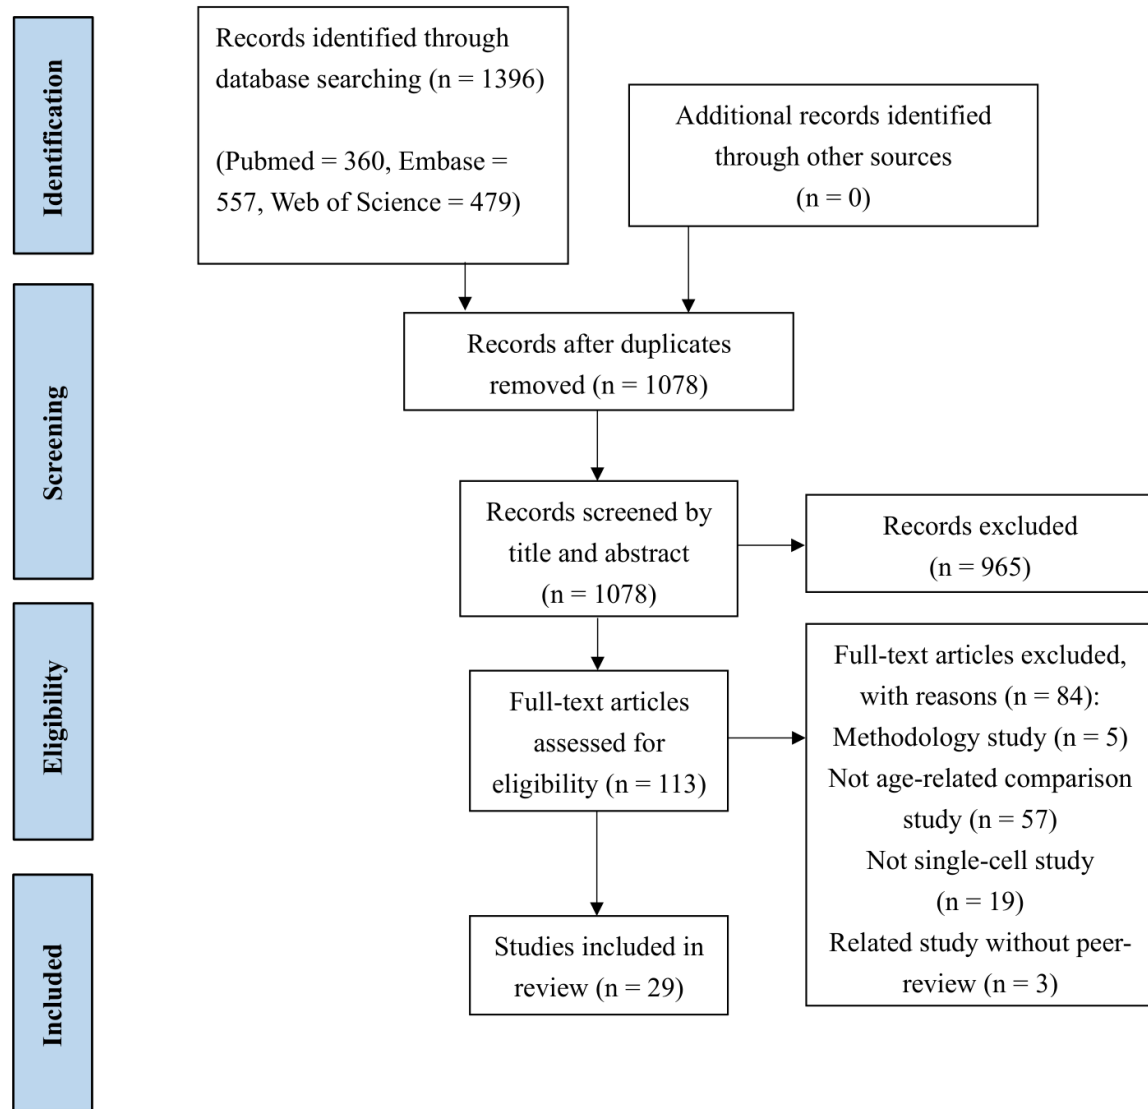 Identification
Records identified through
database searching (n = 1396)
(Pubmed = 360, Embase =
557, Web of Science = 479)
Additional records identified
through other sources
(n = 0)
Screening
Records after duplicates
removed (n = 1078)
Records screened by
title and abstract
(n = 1078)
Records excluded
(n = 965)
Eligibility
Full-text articles
assessed for
eligibility (n = 113)
Full-text articles excluded,
with reasons (n = 84):
Methodology study (n = 5)
Not age-related comparison
study (n = 57)
Not single-cell study
(n = 19)
Related study without peer-
review (n = 3)
Included
Studies included in
review (n = 29)